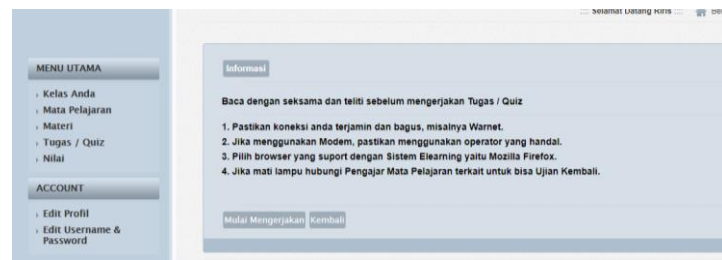 :::: Selamat Datang Riris ::::
MENU UTAMA
Kelas Anda
Mata Pelajaran
Materi
Tugas / Quiz
Nilai
ACCOUNT
Edit Profil
Edit Username &
Password
Informasi
Baca dengan seksama dan teliti sebelum mengerjakan Tugas / Quiz
1. Pastikan koneksi anda terjamin dan bagus, misalnya Warnet.
2. Jika menggunakan Modem, pastikan menggunakan operator yang handal.
3. Pilih browser yang suport dengan Sistem Elearning yaitu Mozilla Firefox.
4. Jika mati lampu hubungi Pengajar Mata Pelajaran terkait untuk bisa Ujian Kembali.
Mulai Mengerjakan Kembali